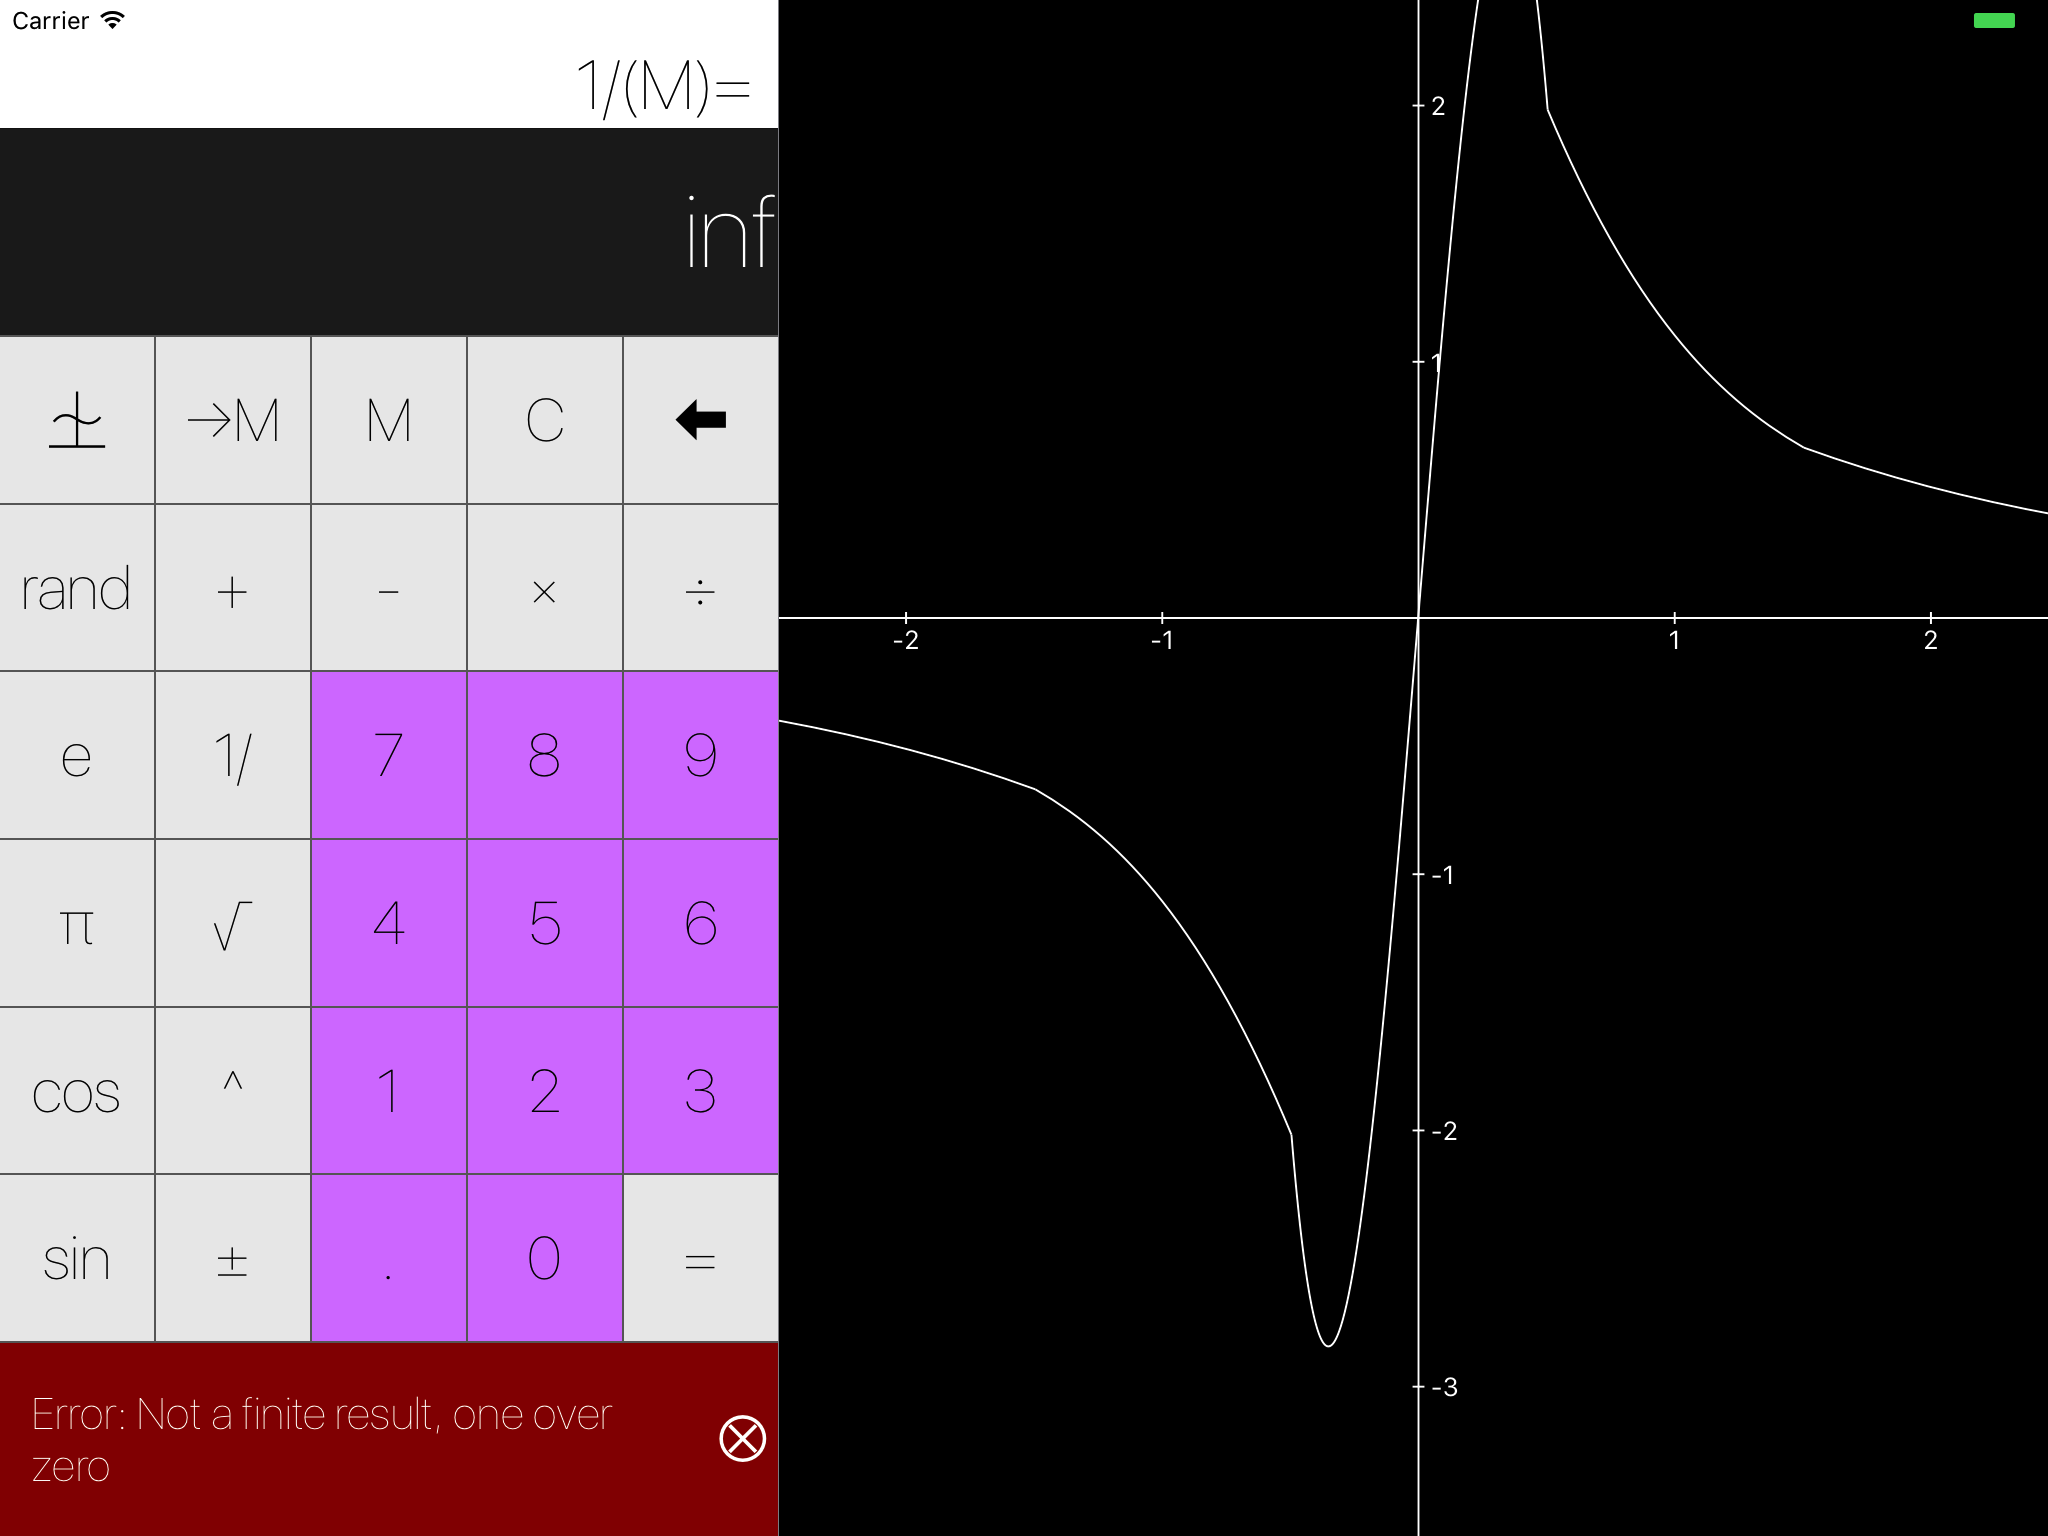 Carrier
1/(M)=
inf
→M M C
rand + - × ÷
e 1/ 7 8 9
π √ 4 5 6
cos ^ 1 2 3
sin ± . 0 =
Error: Not a finite result, one over
zero
2
1
-2 -1 1 2
-1
-2
-3